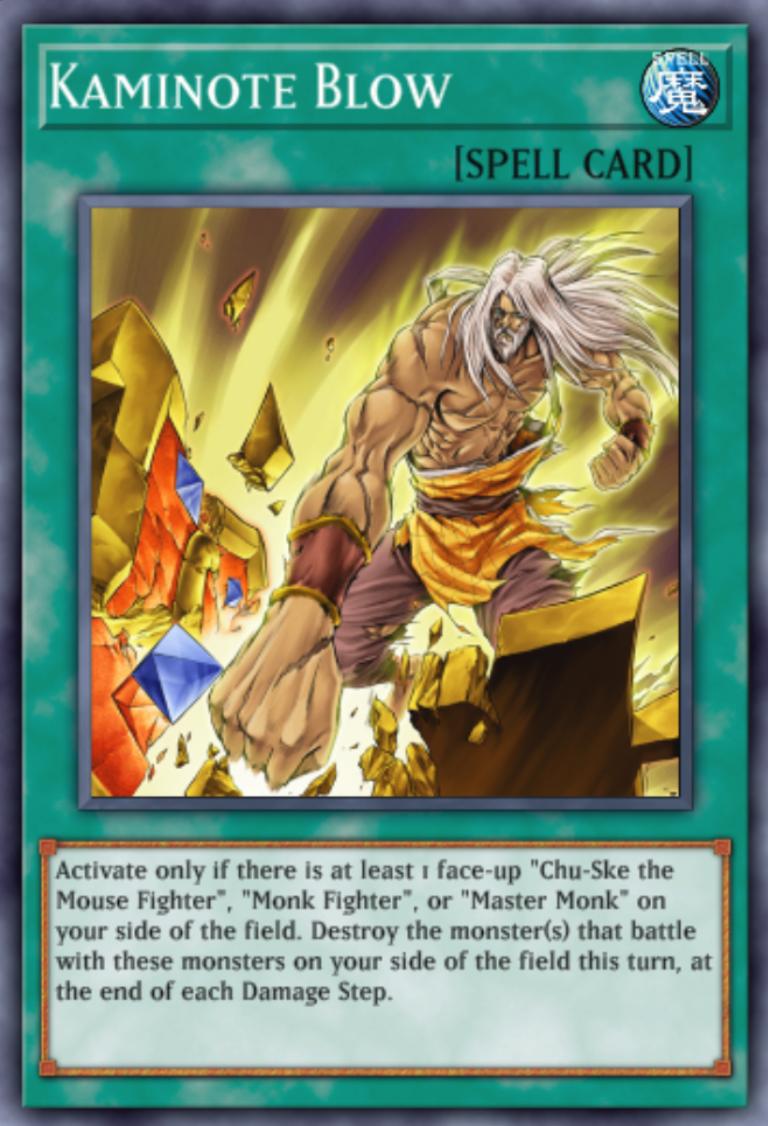 Kaminote Blow
SPELL
魔
[SPELL CARD]
Activate only if there is at least 1 face-up "Chu-Ske the
Mouse Fighter", "Monk Fighter", or "Master Monk" on
your side of the field. Destroy the monster(s) that battle
with these monsters on your side of the field this turn, at
the end of each Damage Step.